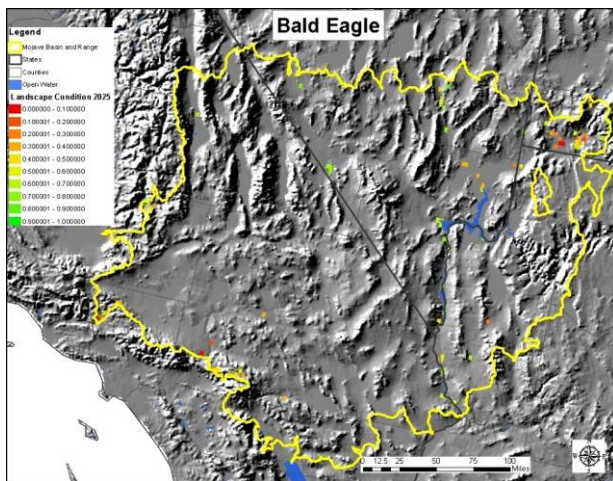 Bald Eagle
Legend
Mojave Basin and Range
States
Counties
Open Water
Landscape Condition 2025
0.000001 - 0.100000
0.100001 - 0.200000
0.200001 - 0.300000
0.300001 - 0.400000
0.400001 - 0.500000
0.500001 - 0.600000
0.600001 - 0.700000
0.700001 - 0.800000
0.800001 - 0.900000
0.900001 - 1.000000
0 12.5 25 50 75 100
Miles
N